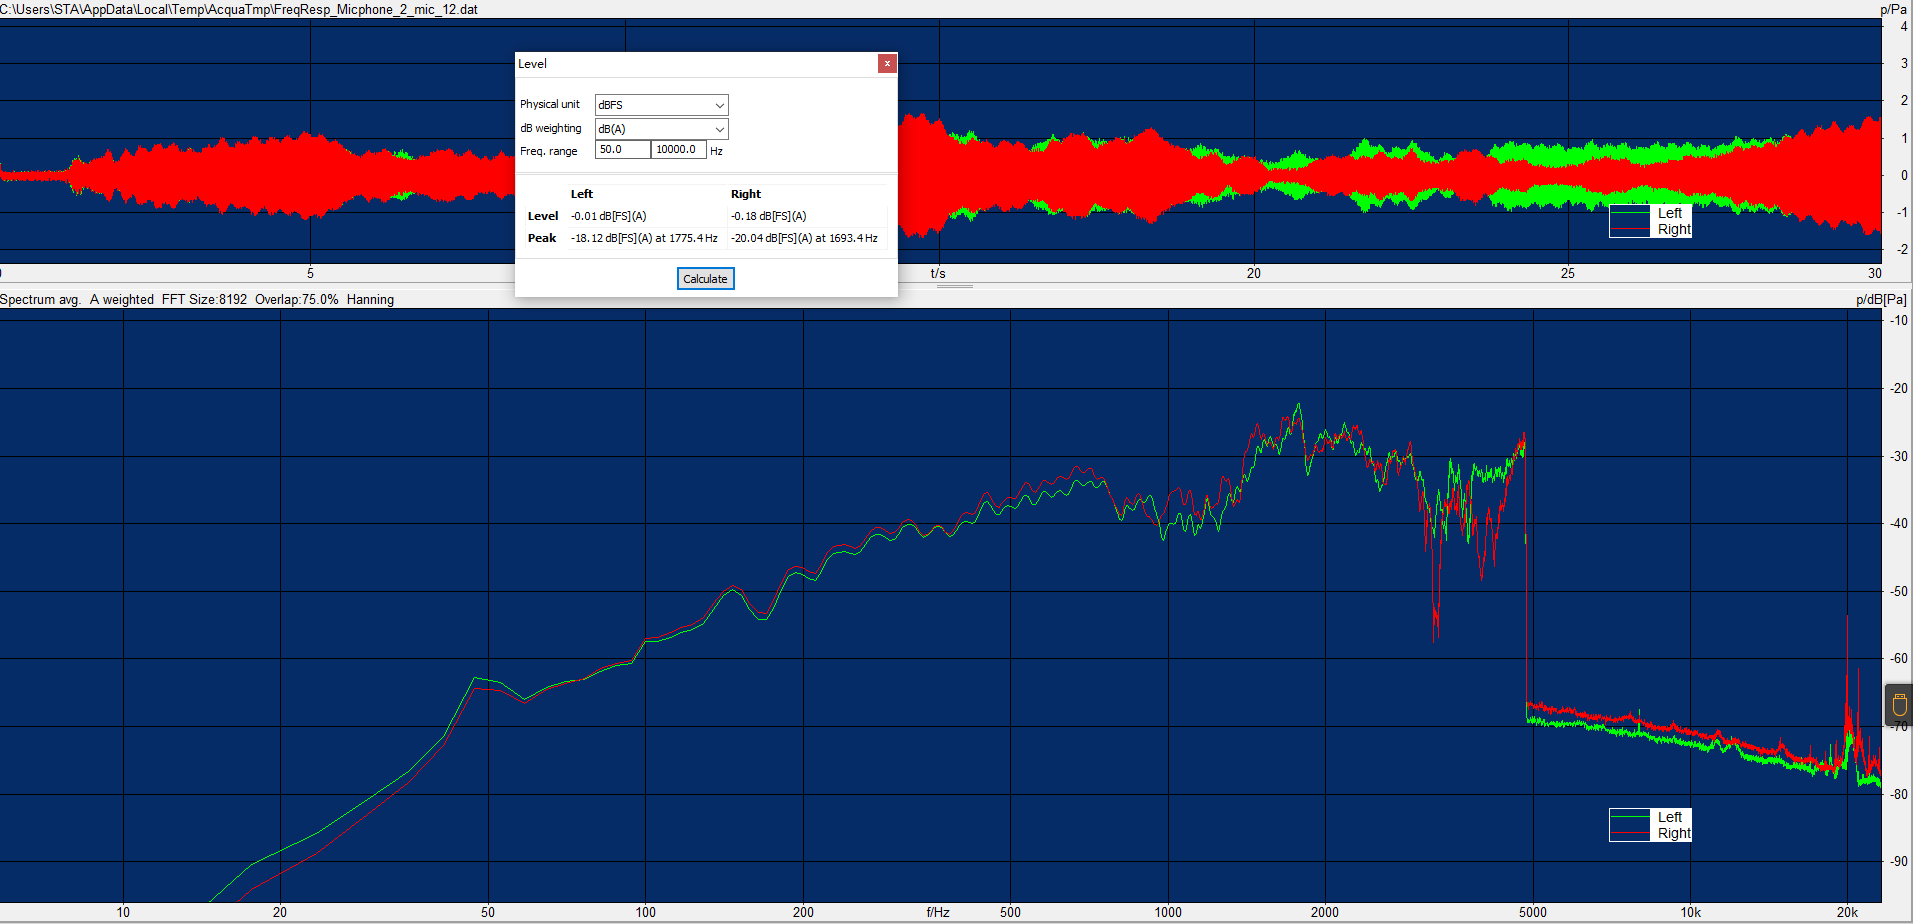 C:\Users\STA\AppData\Local\Temp\AcquaTmp\FreqResp_Micphone_2_mic_12.dat
p/Pa
Level
x
Physical unit dBFS
dB weighting dB(A)
Freq. range 50.0 10000.0 Hz
Left Right
Level -0.01 dB[FS](A) -0.18 dB[FS](A)
Peak -18.12 dB[FS](A) at 1775.4 Hz -20.04 dB[FS](A) at 1693.4 Hz
Calculate
4
3
2
1
0
-1
-2
Left
Right
0 5 t/s 20 25 30
Spectrum avg. A weighted FFT Size:8192 Overlap:75.0% Hanning
p/dB[Pa]
-10
-20
-30
-40
-50
-60
-70
-80
-90
Left
Right
10 20 50 100 200 f/Hz 500 1000 2000 5000 10k 20k